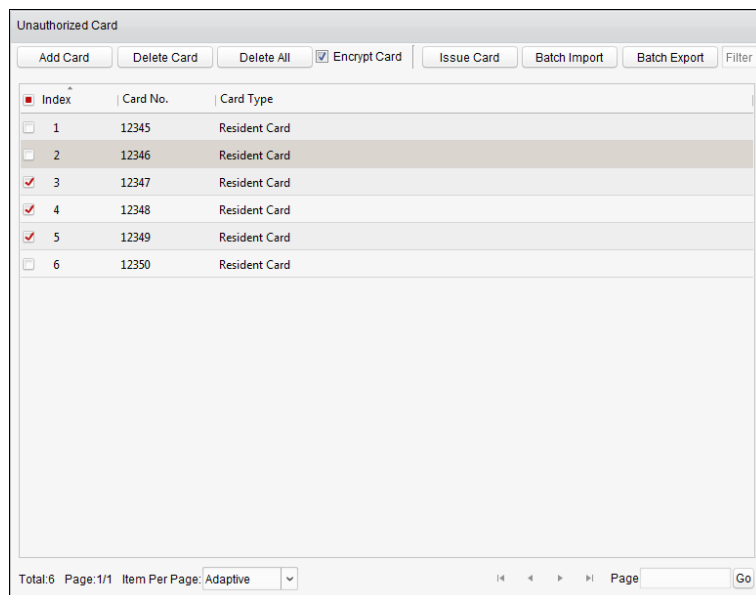 Unauthorized Card
Add Card Delete Card Delete All Encrypt Card Issue Card Batch Import Batch Export Filter
Index Card No. Card Type
1 12345 Resident Card
2 12346 Resident Card
3 12347 Resident Card
4 12348 Resident Card
5 12349 Resident Card
6 12350 Resident Card
Total:6 Page:1/1 Item Per Page: Adaptive Page Go